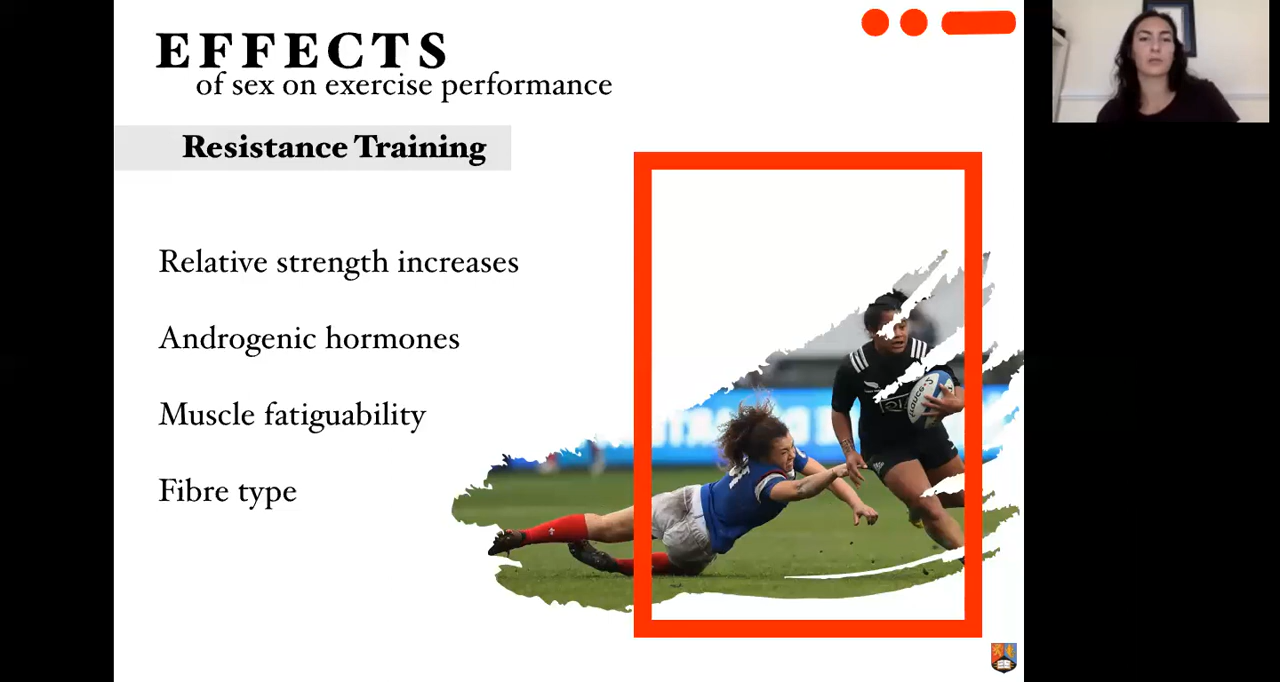 EFFECTS
of sex on exercise performance
Resistance Training
Relative strength increases
Androgenic hormones
Muscle fatiguability
Fibre type